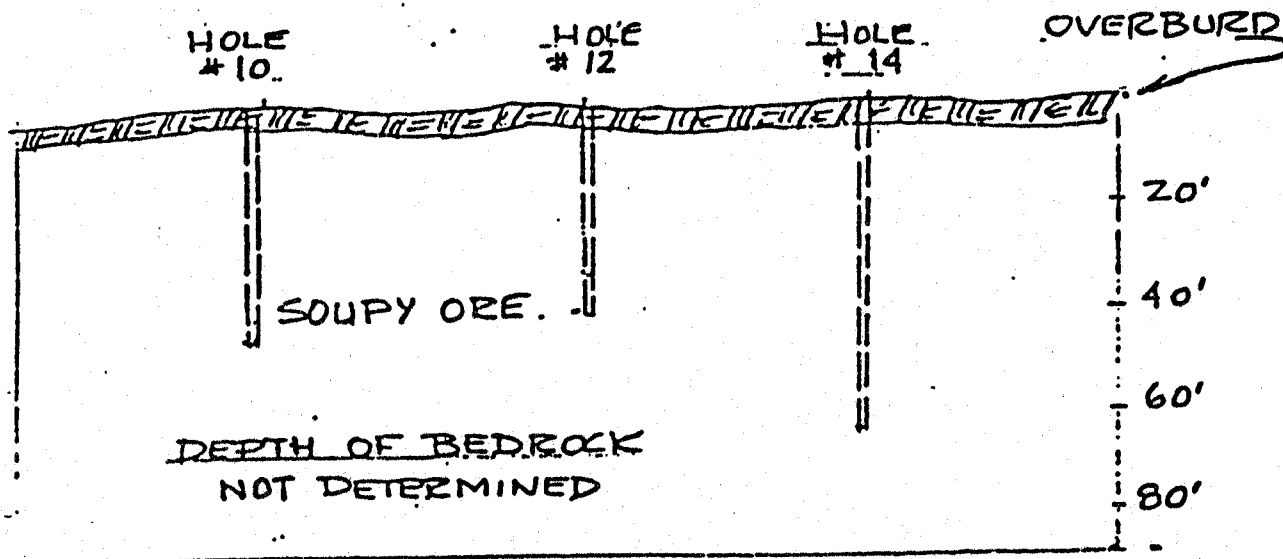 HOLE
# 10
HOLE
# 12
HOLE
# 14
OVERBURD
20'
SOUPY ORE.
40'
60'
DEPTH OF BEDROCK
NOT DETERMINED
80'